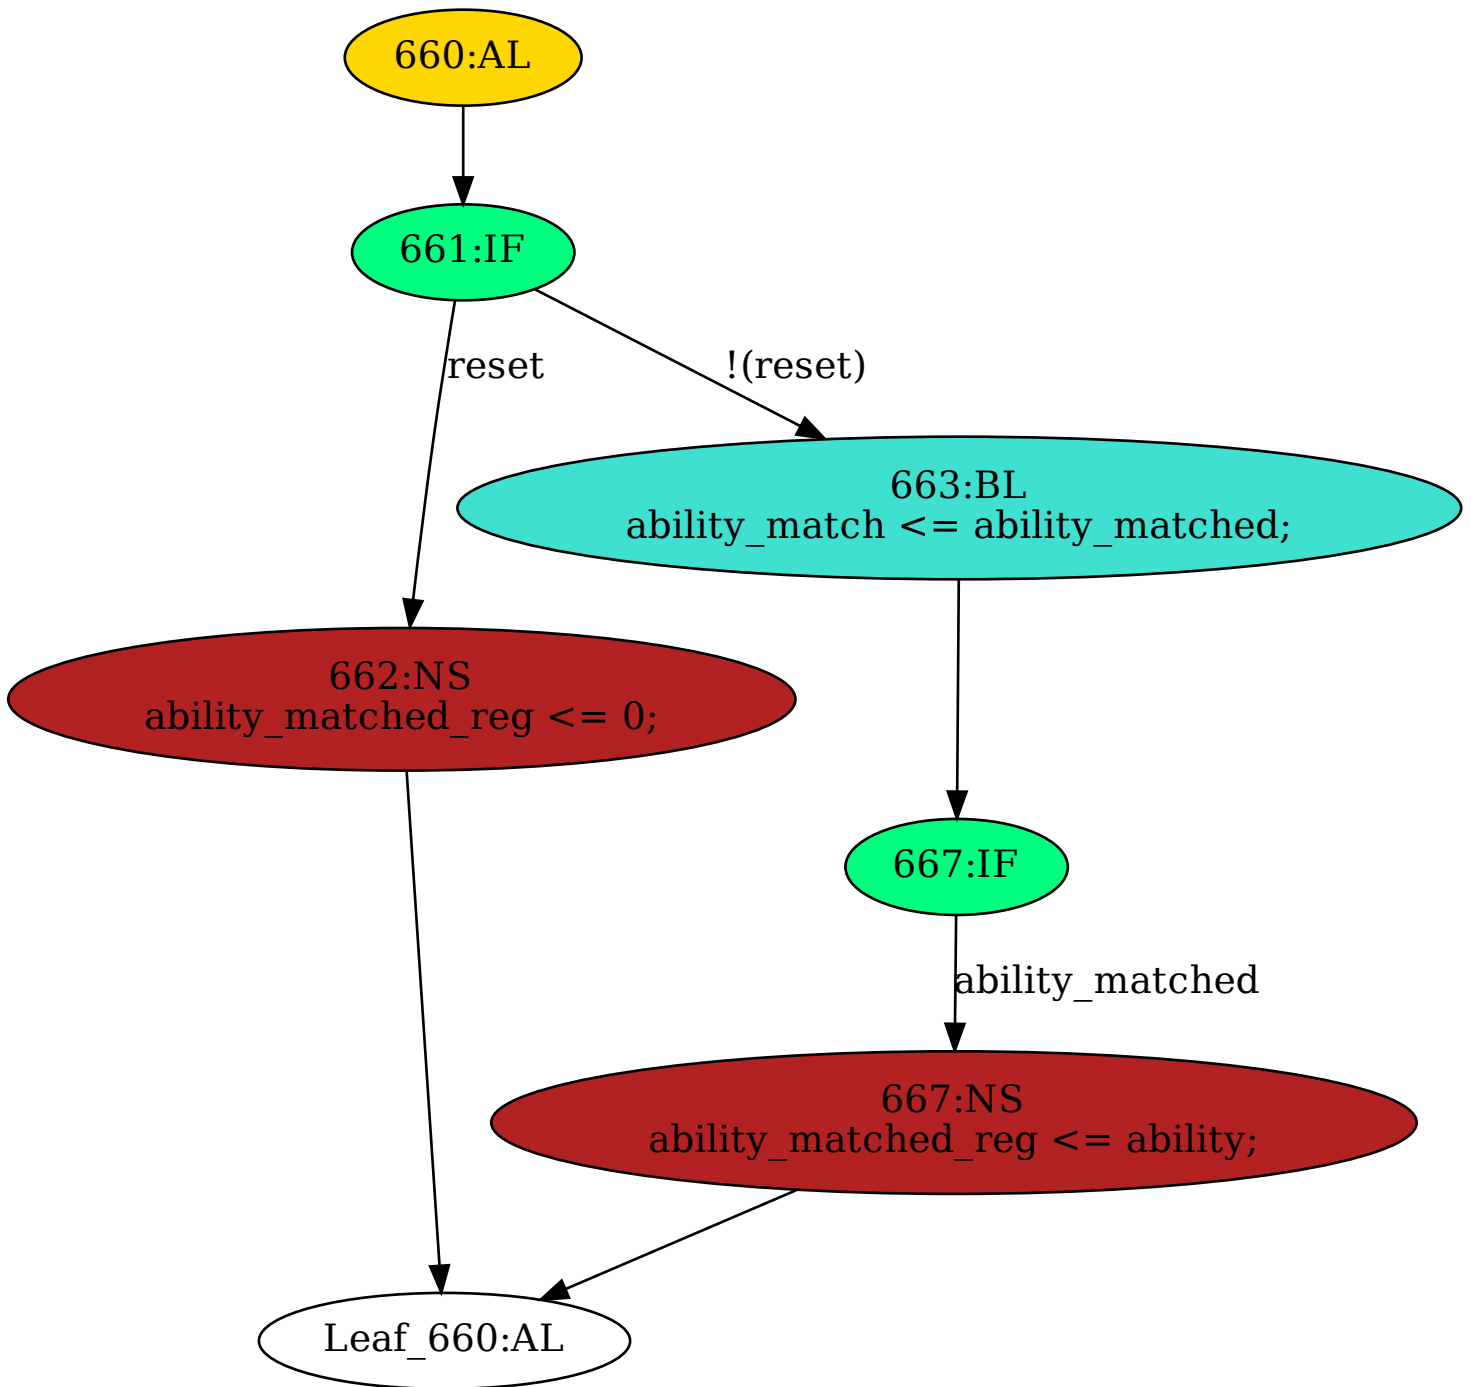 660:AL
661:IF
reset
!(reset)
663:BL
ability_match <= ability_matched;
662:NS
ability_matched_reg <= 0;
667:IF
ability_matched
667:NS
ability_matched_reg <= ability;
Leaf_660:AL